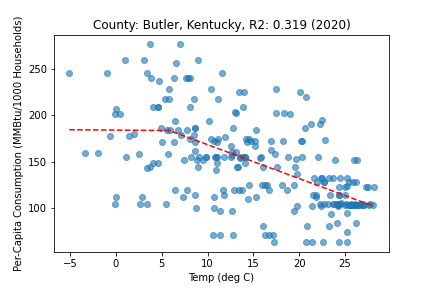 County: Butler, Kentucky, R2: 0.319 (2020)
Per-Capita Consumption (MMBtu/1000 Households)
250
200
150
100
−5 0 5 10 15 20 25
Temp (deg C)